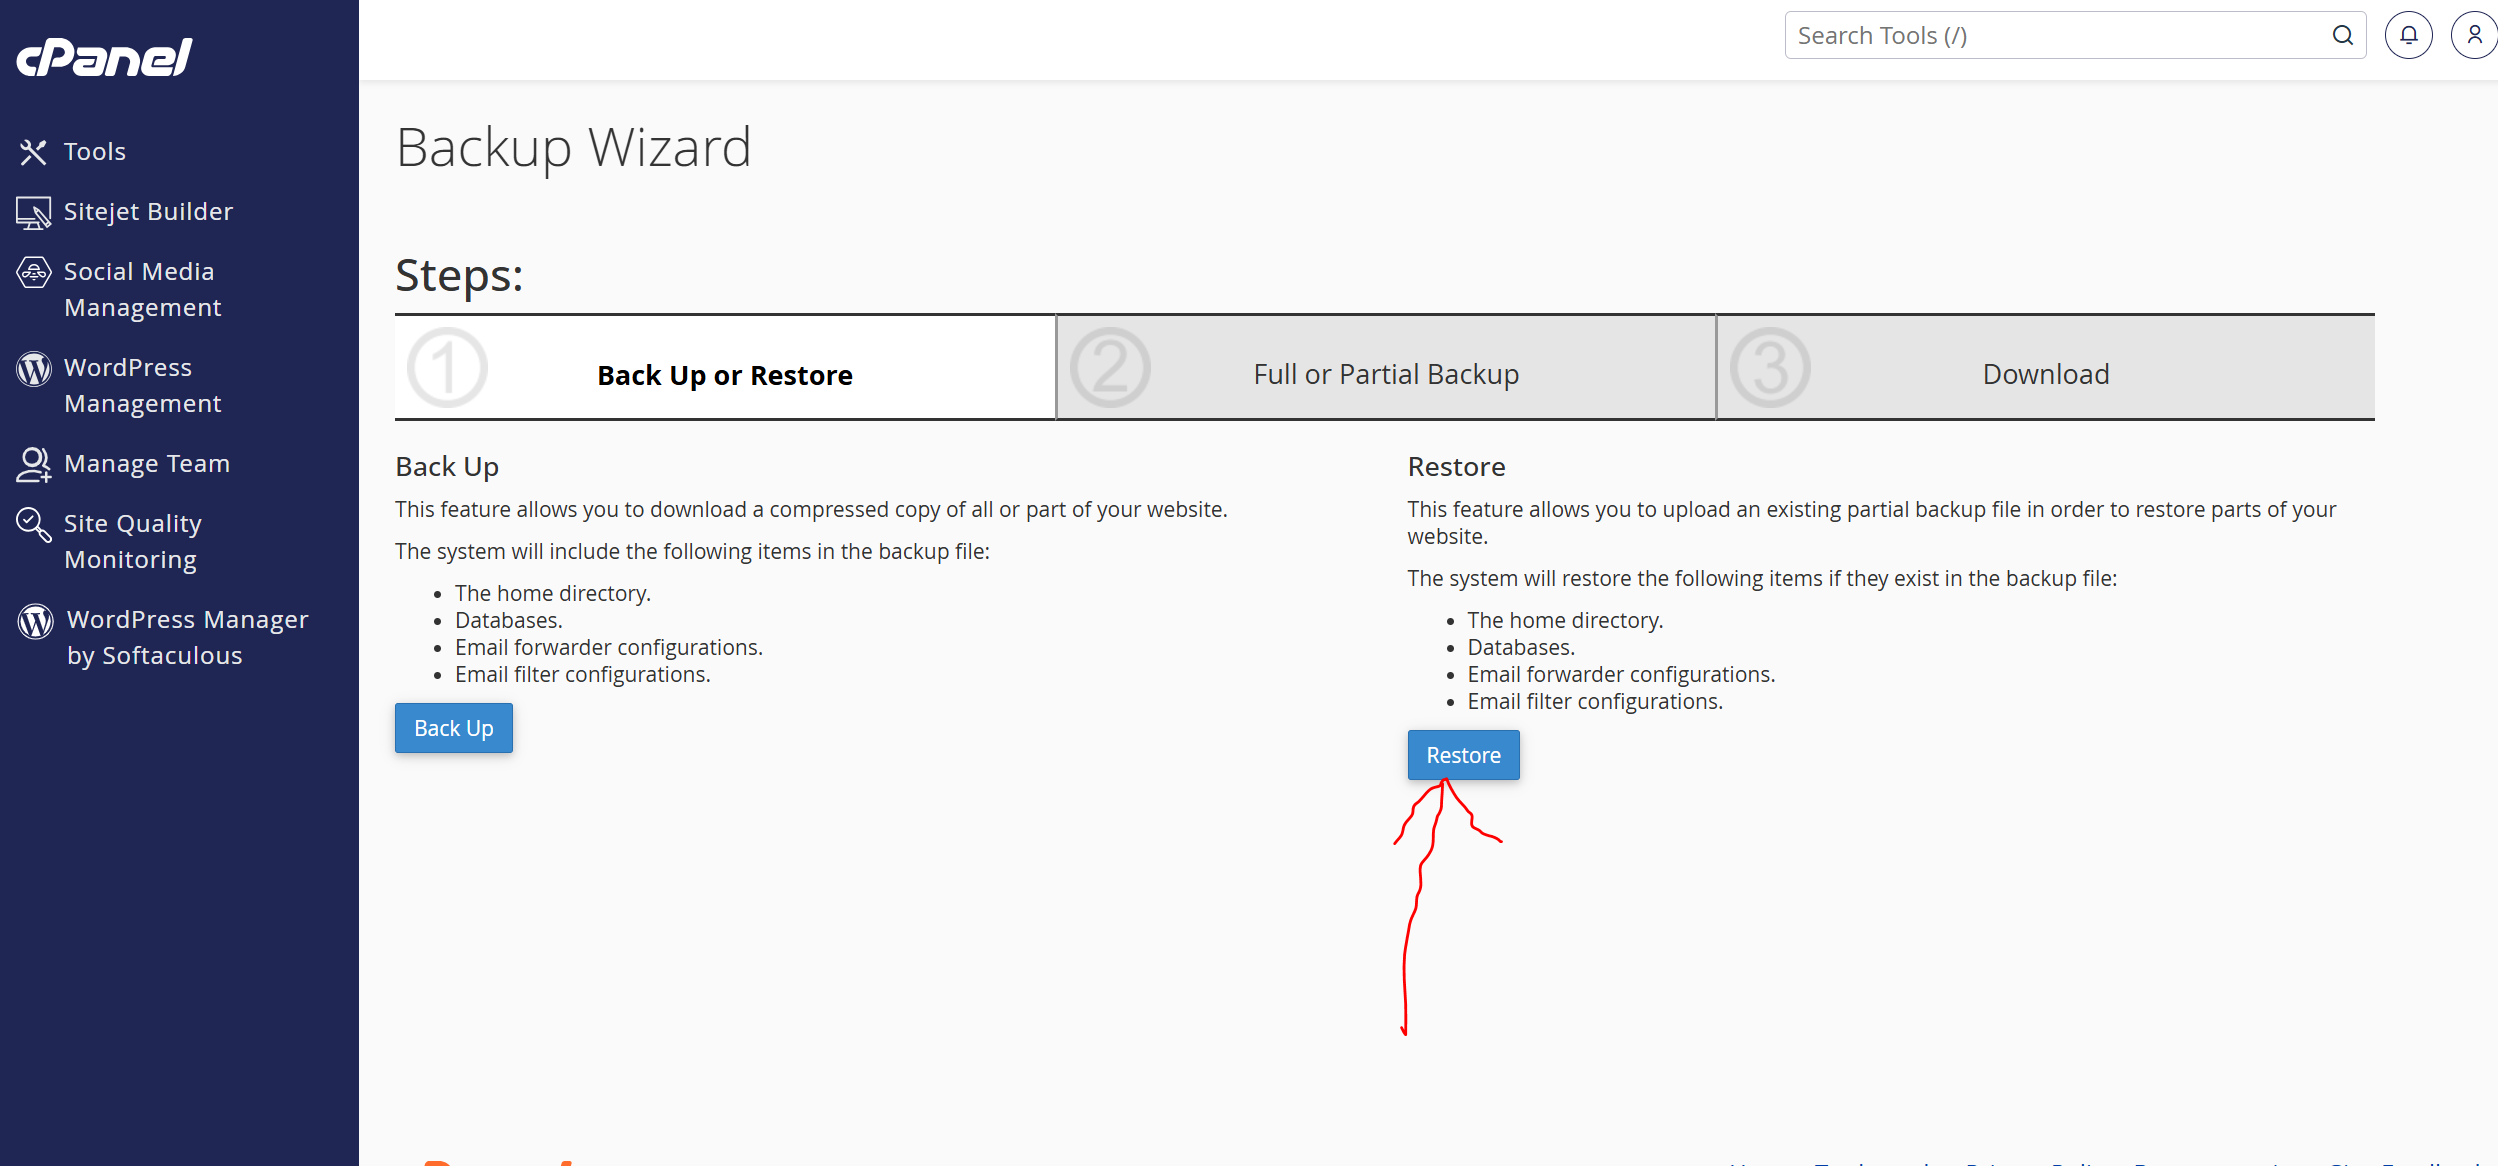 cPanel
Search Tools (/)
Tools
Sitejet Builder
Social Media
Management
WordPress
Management
Manage Team
Site Quality
Monitoring
WordPress Manager
by Softaculous
Backup Wizard
Steps:
1
Back Up or Restore
2
Full or Partial Backup
3
Download
Back Up
This feature allows you to download a compressed copy of all or part of your website.
The system will include the following items in the backup file:
• The home directory.
• Databases.
• Email forwarder configurations.
• Email filter configurations.
Back Up
Restore
This feature allows you to upload an existing partial backup file in order to restore parts of your
website.
The system will restore the following items if they exist in the backup file:
• The home directory.
• Databases.
• Email forwarder configurations.
• Email filter configurations.
Restore